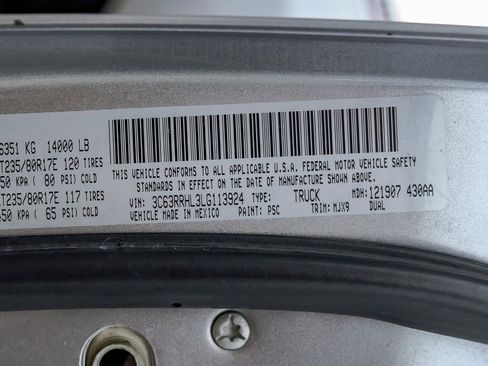 6351 KG 14000 LB
T235/80R17E 120 TIRES
50 KPA ( 80 PSI) COLD
T235/80R17E 117 TIRES
450 KPA ( 65 PSI) COLD
THIS VEHICLE CONFORMS TO ALL APPLICABLE U.S.A. FEDERAL MOTOR VEHICLE SAFETY
STANDARDS IN EFFECT ON THE DATE OF MANUFACTURE SHOWN ABOVE.
VIN: 3C63RRHL3LG113924 TYPE: TRUCK MDH: 121907 430AA
VEHICLE MADE IN MEXICO PAINT: PSC TRIM: MJX9 DUAL